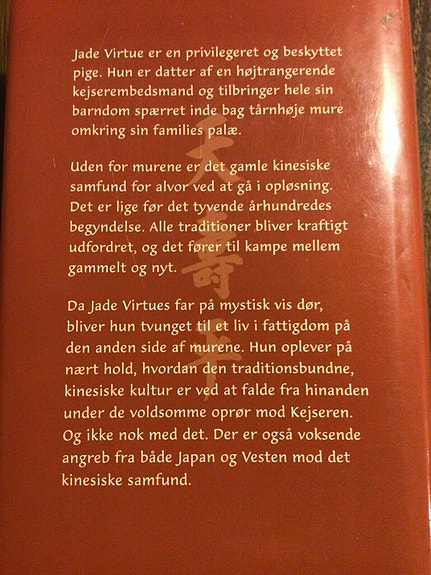 Jade Virtue er en privilegeret og beskyttet
pige. Hun er datter af en højtrangerende
kejserembedsmand og tilbringer hele sin
barndom spærret inde bag tårnhøje mure
omkring sin families palæ.
Uden for murene er det gamle kinesiske
samfund for alvor ved at gå i opløsning.
Det er lige før det tyvende århundredes
begyndelse. Alle traditioner bliver kraftigt
udfordret, og det fører til kampe mellem
gammelt og nyt.
Da Jade Virtues far på mystisk vis dør,
bliver hun tvunget til et liv i fattigdom på
den anden side af murene. Hun oplever på
nært hold, hvordan den traditionsbundne,
kinesiske kultur er ved at falde fra hinanden
under de voldsomme oprør mod Kejseren.
Og ikke nok med det. Der er også voksende
angreb fra både Japan og Vesten mod det
kinesiske samfund.
天
壽
平